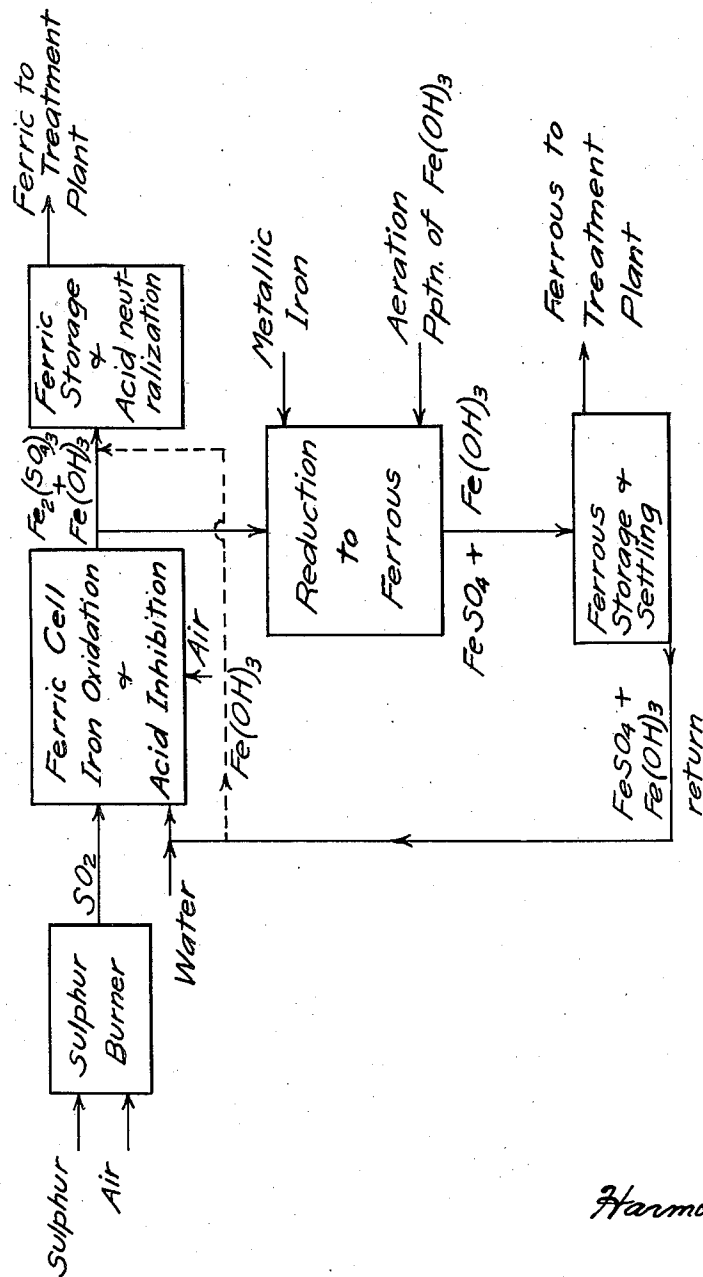 Sulphur
Air
Sulphur
Burner
SO2
Water
Ferric Cell
Iron Oxidation
&
Acid Inhibition
Air
Fe(OH)3
Fe2(SO4)3
+
Fe(OH)3
Ferric
Storage
&
Acid neut-
ralization
Ferric to
Treatment
Plant
Metallic
Iron
Aeration
Pptn. of Fe(OH)3
Reduction
to
Ferrous
FeSO4 + Fe(OH)3
Ferrous
Storage &
Settling
Ferrous to
Treatment
Plant
FeSO4 +
Fe(OH)3
return